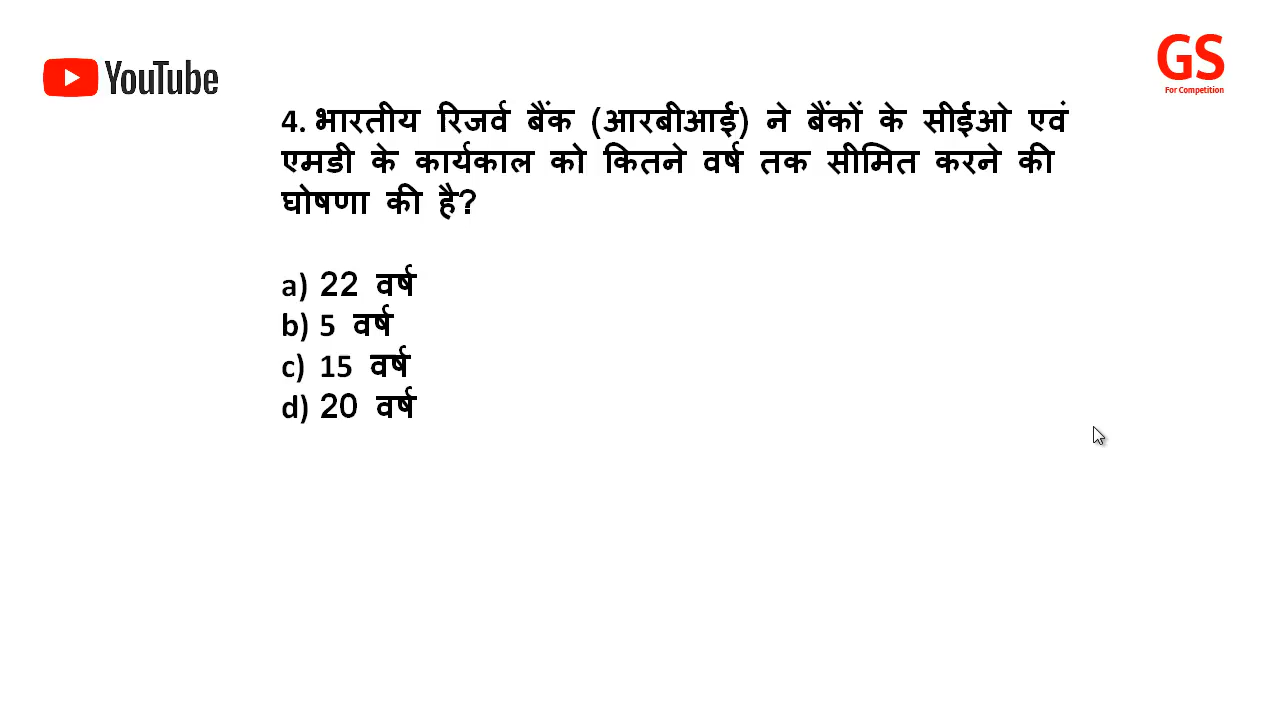 YouTube
GS
For Competition
4. भारतीय रिजर्व बैंक (आरबीआई) ने बैंकों के सीईओ एवं
एमडी के कार्यकाल को कितने वर्ष तक सीमित करने की
घोषणा की है?
a) 22 वर्ष
b) 5 वर्ष
c) 15 वर्ष
d) 20 वर्ष